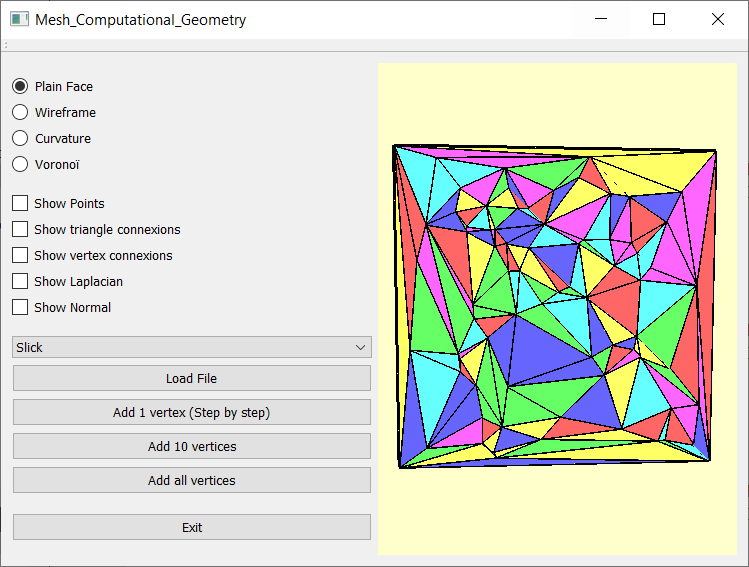 Mesh_Computational_Geometry
Plain Face
Wireframe
Curvature
Voronoï
Show Points
Show triangle connexions
Show vertex connexions
Show Laplacian
Show Normal
Slick
Load File
Add 1 vertex (Step by step)
Add 10 vertices
Add all vertices
Exit